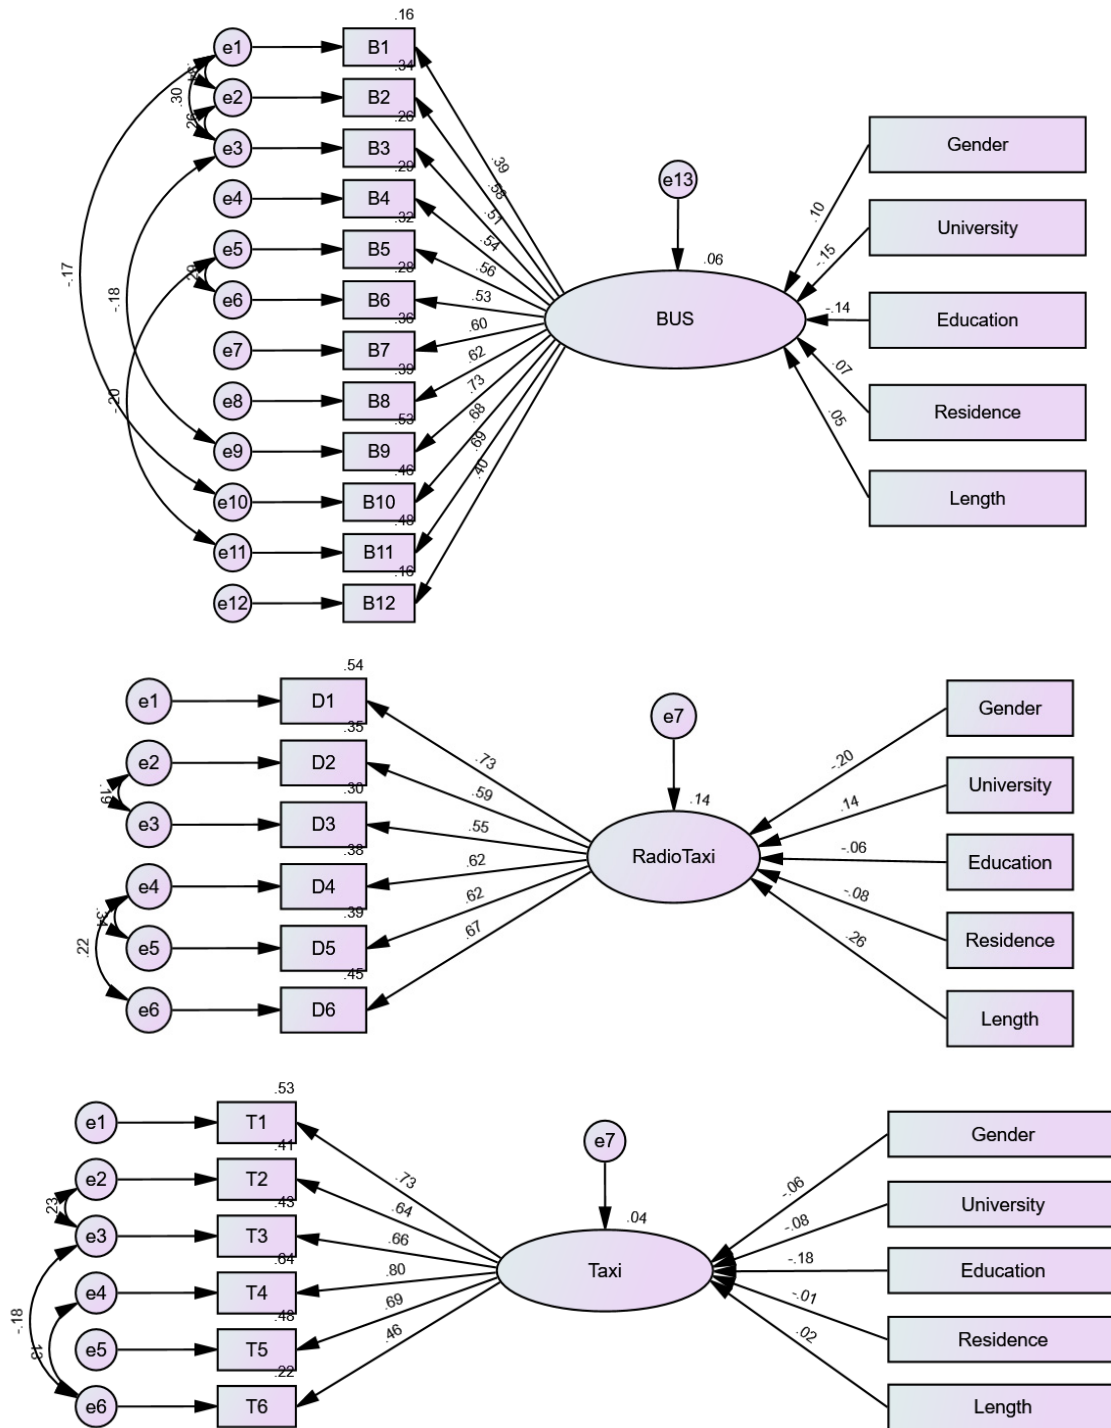 .16
e1 B1
.34
e2 B2
.30
.26
.26
e3 B3
.29
e4 B4
.32
e5 B5
.28
.29
e6 B6
.36
e7 B7
.39
e8 B8
.53
e9 B9
.46
e10 B10
.48
e11 B11
.16
e12 B12
-.17
-.18
-.20
.39
.58
.51
.54
.56
.53
.60
.62
.73
.68
.69
.40
e13
.06
BUS
.10
-.15
-.14
.07
.05
Gender
University
Education
Residence
Length
.54
e1 D1
.35
e2 D2
.30
.19
e3 D3
.38
e4 D4
.39
.34
e5 D5
.22
.45
e6 D6
.73
.59
.55
.62
.62
.67
e7
.14
RadioTaxi
-.20
.14
-.06
-.08
.26
Gender
University
Education
Residence
Length
.53
e1 T1
.41
e2 T2
.43
.23
e3 T3
.64
e4 T4
.48
-.18
.13
e5 T5
.22
e6 T6
.73
.64
.66
.80
.69
.46
e7
.04
Taxi
-.06
-.08
-.18
-.01
.02
Gender
University
Education
Residence
Length